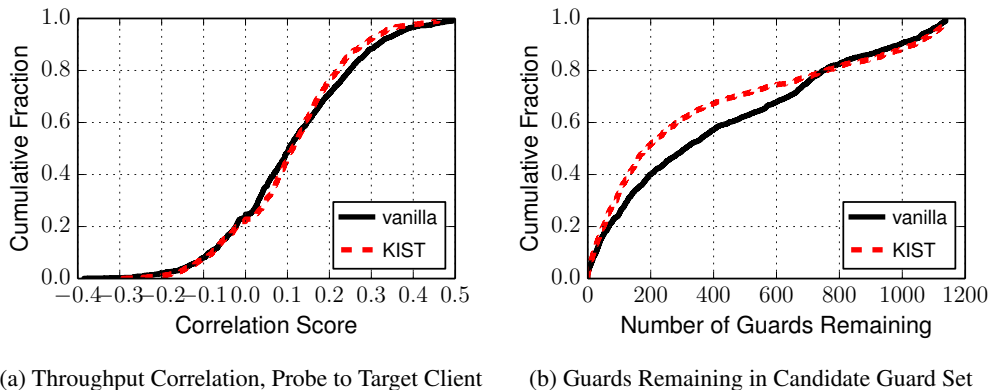 1.0
0.8
0.6
0.4
0.2
0.0
Cumulative Fraction
−0.4−0.3−0.2−0.1 0.0 0.1 0.2 0.3 0.4 0.5
Correlation Score
vanilla
KIST
(a) Throughput Correlation, Probe to Target Client
1.0
0.8
0.6
0.4
0.2
0.0
Cumulative Fraction
0 200 400 600 800 1000 1200
Number of Guards Remaining
vanilla
KIST
(b) Guards Remaining in Candidate Guard Set